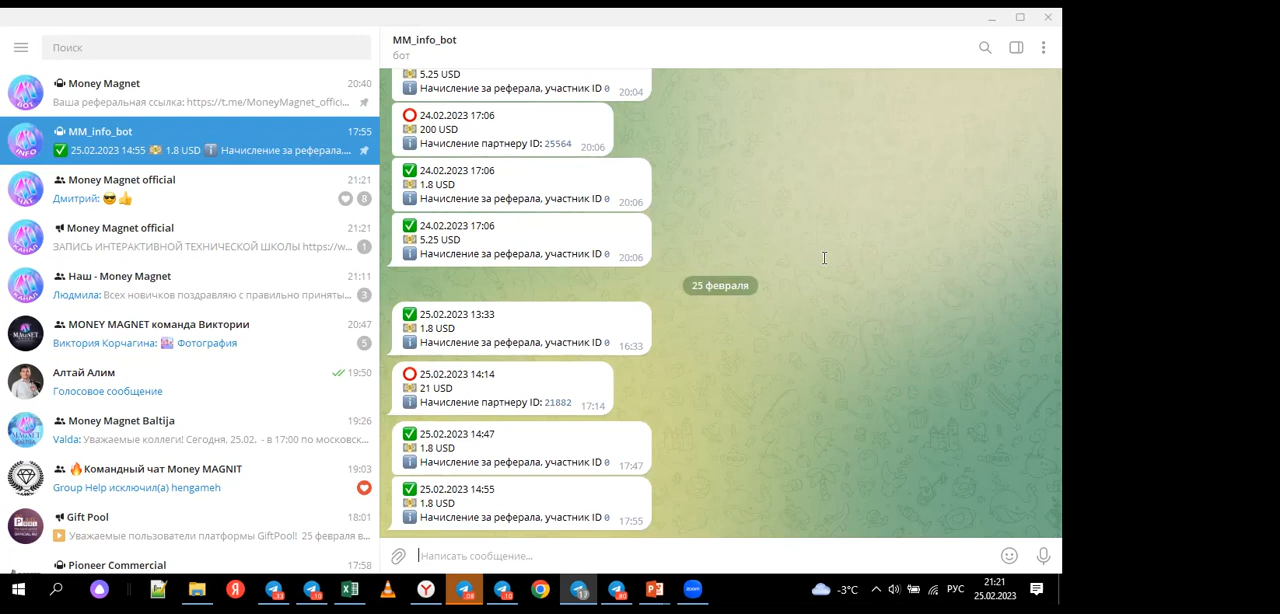 Поиск
Money Magnet
20:40
Ваша реферальная ссылка: https://t.me/MoneyMagnet_offici...
MM_info_bot
17:55
25.02.2023 14:55 1.8 USD Начисление за реферала,...
Money Magnet official
21:21
Дмитрий:
8
Money Magnet official
21:21
ЗАПИСЬ ИНТЕРАКТИВНОЙ ТЕХНИЧЕСКОЙ ШКОЛЫ https://w...
1
Наш - Money Magnet
21:11
Людмила: Всех новичков поздравляю с правильно приняты...
3
MONEY MAGNET команда Виктории
20:47
Виктория Корчагина: Фотография
5
Алтай Алим
19:50
Голосовое сообщение
Money Magnet Baltija
19:26
Valda: Уважаемые коллеги! Сегодня, 25.02. - в 17:00 по московск...
Командный чат Money MAGNIT
19:03
Group Help исключил(а) hengameh
Gift Pool
18:01
Уважаемые пользователи платформы GiftPool! 25 февраля в...
Pioneer Commercial
17:58
MM_info_bot
бот
5.25 USD
Начисление за реферала, участник ID 0
20:04
24.02.2023 17:06
200 USD
Начисление партнеру ID: 25564
20:06
24.02.2023 17:06
1.8 USD
Начисление за реферала, участник ID 0
20:06
24.02.2023 17:06
5.25 USD
Начисление за реферала, участник ID 0
20:06
25 февраля
25.02.2023 13:33
1.8 USD
Начисление за реферала, участник ID 0
16:33
25.02.2023 14:14
21 USD
Начисление партнеру ID: 21882
17:14
25.02.2023 14:47
1.8 USD
Начисление за реферала, участник ID 0
17:47
25.02.2023 14:55
1.8 USD
Начисление за реферала, участник ID 0
17:55
Написать сообщение...
-3°C
РУС
21:21
25.02.2023